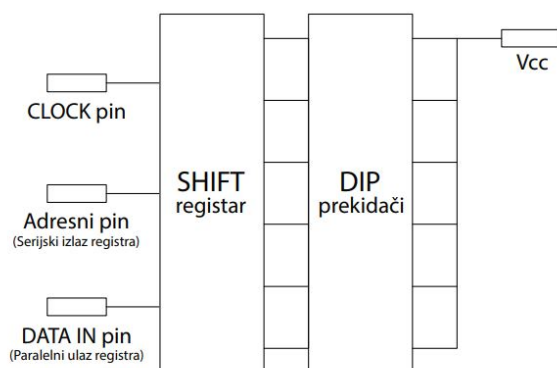 CLOCK pin
Adresni pin
(Serijski izlaz registra)
DATA IN pin
(Paralelni ulaz registra)
SHIFT
registar
DIP
prekidači
Vcc